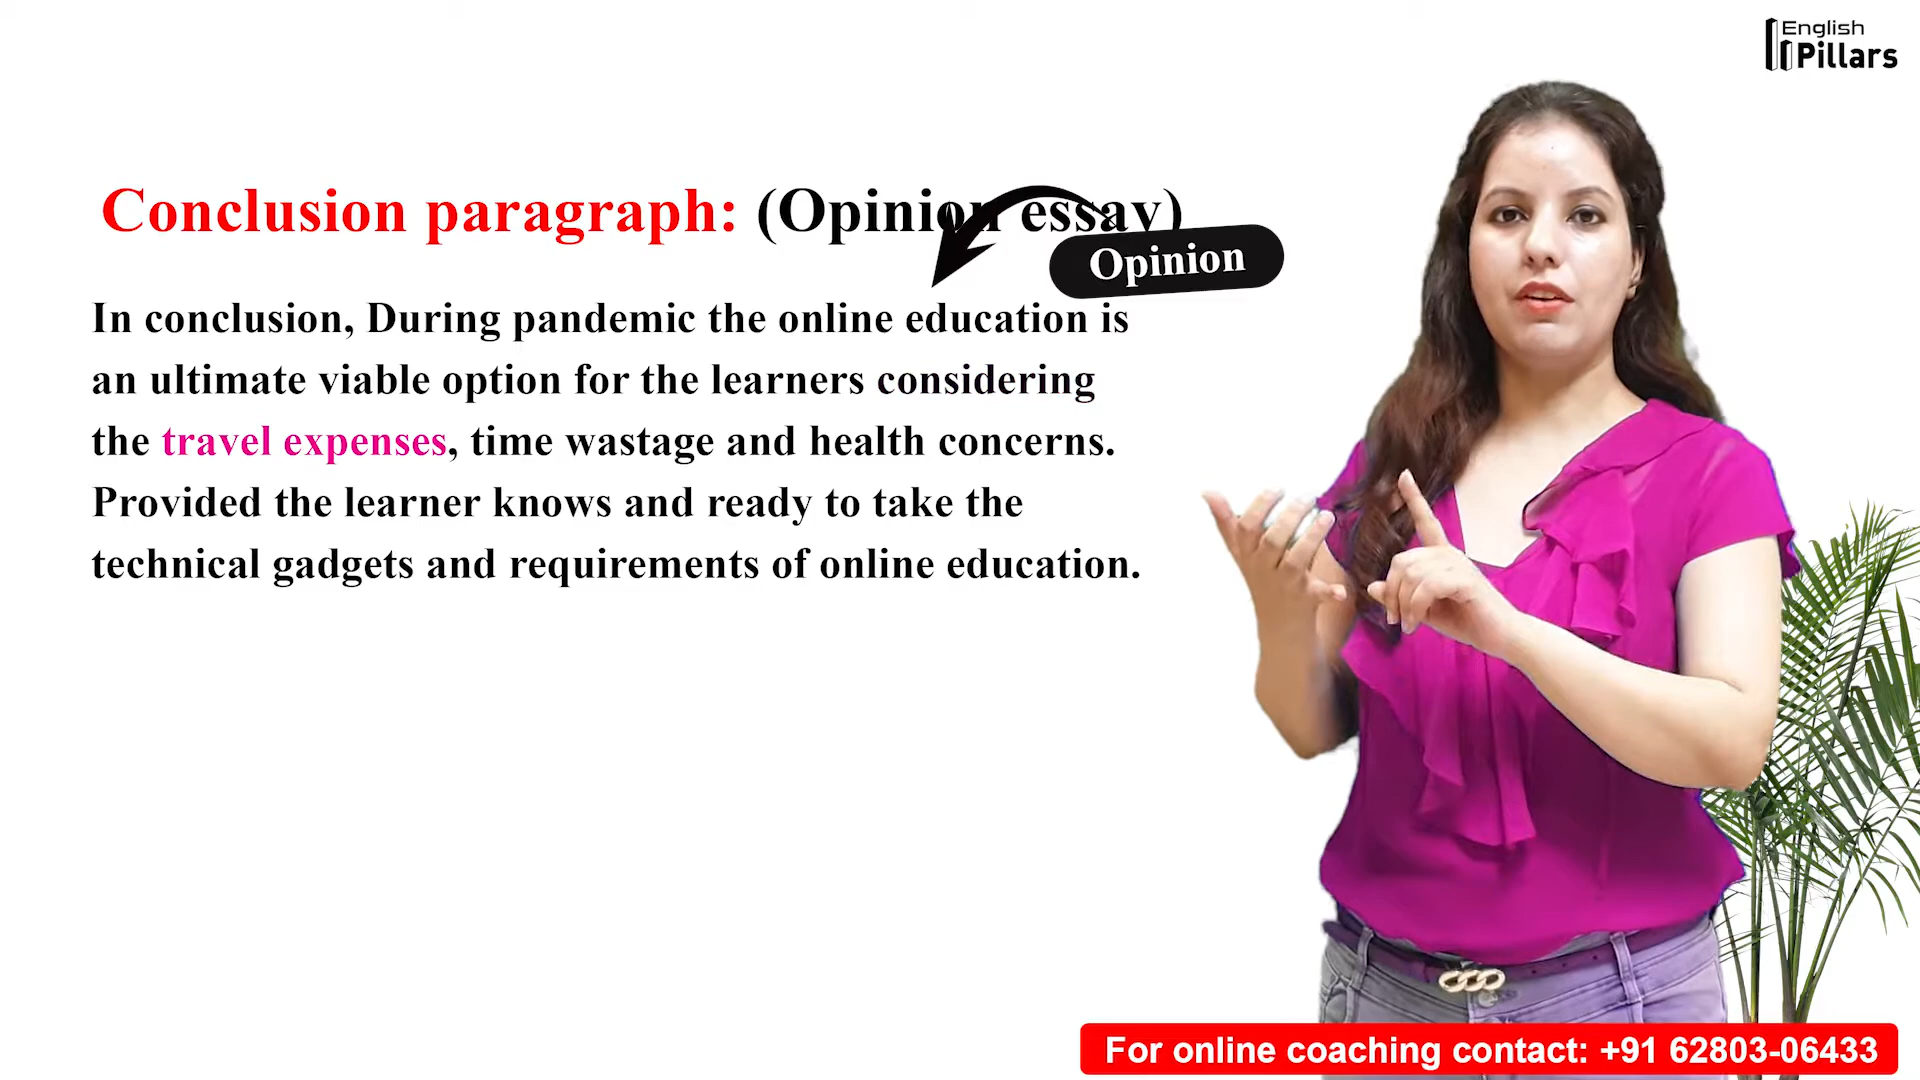 English
Pillars
Conclusion paragraph: (Opinion essay)
Opinion
In conclusion, During pandemic the online education is
an ultimate viable option for the learners considering
the travel expenses, time wastage and health concerns.
Provided the learner knows and ready to take the
technical gadgets and requirements of online education.
For online coaching contact: +91 62803-06433